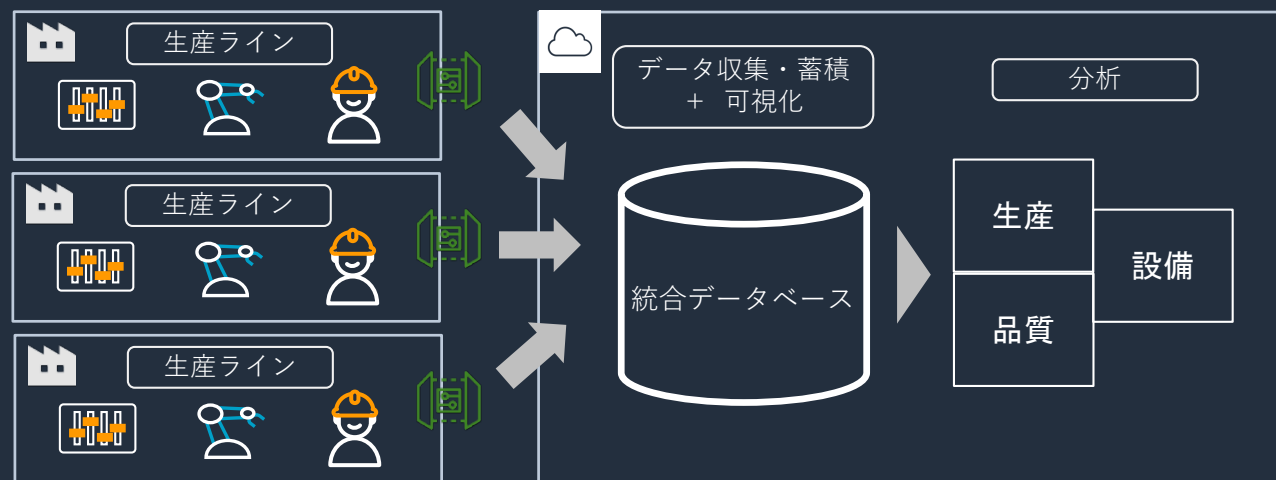 生産ライン
生産ライン
生産ライン
データ収集・蓄積
+ 可視化
統合データベース
分析
生産
設備
品質